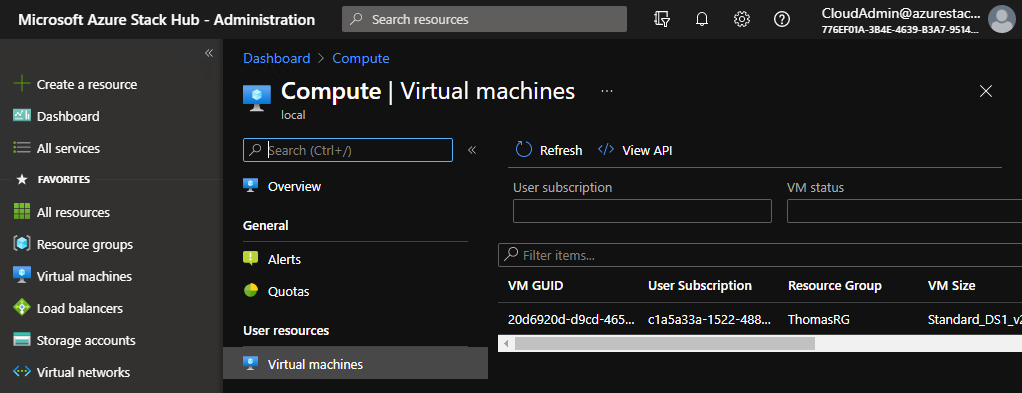 Microsoft Azure Stack Hub - Administration
Search resources
CloudAdmin@azurestac...
776EF01A-3B4E-4639-B3A7-9514...
«
Create a resource
Dashboard
All services
FAVORITES
All resources
Resource groups
Virtual machines
Load balancers
Storage accounts
Virtual networks
Dashboard > Compute
Compute | Virtual machines ...
local
Search (Ctrl+/)
«
Overview
General
Alerts
Quotas
User resources
Virtual machines
Refresh
View API
User subscription
VM status
Filter items...
VM GUID User Subscription Resource Group VM Size
20d6920d-d9cd-465... c1a5a33a-1522-488... ThomasRG Standard_DS1_v2